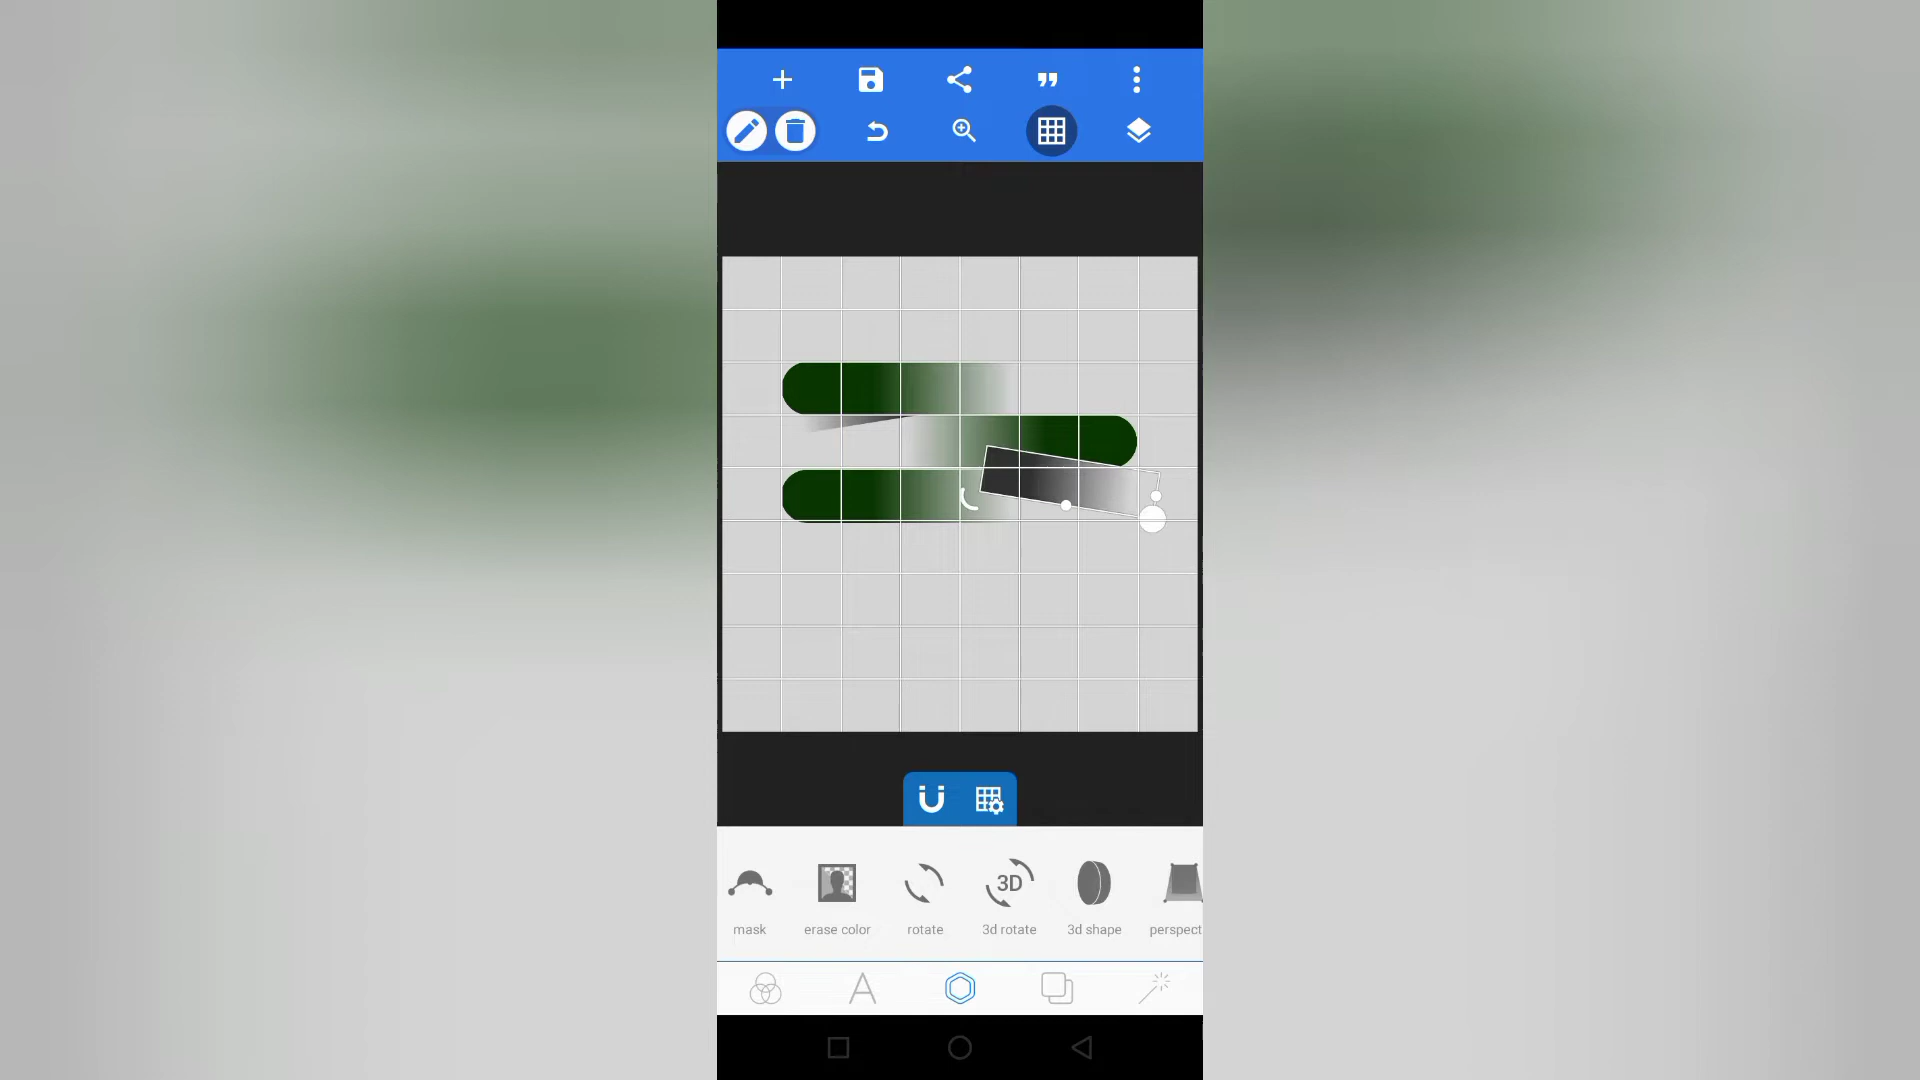 3D
mask
erase color
rotate
3d rotate
3d shape
perspect